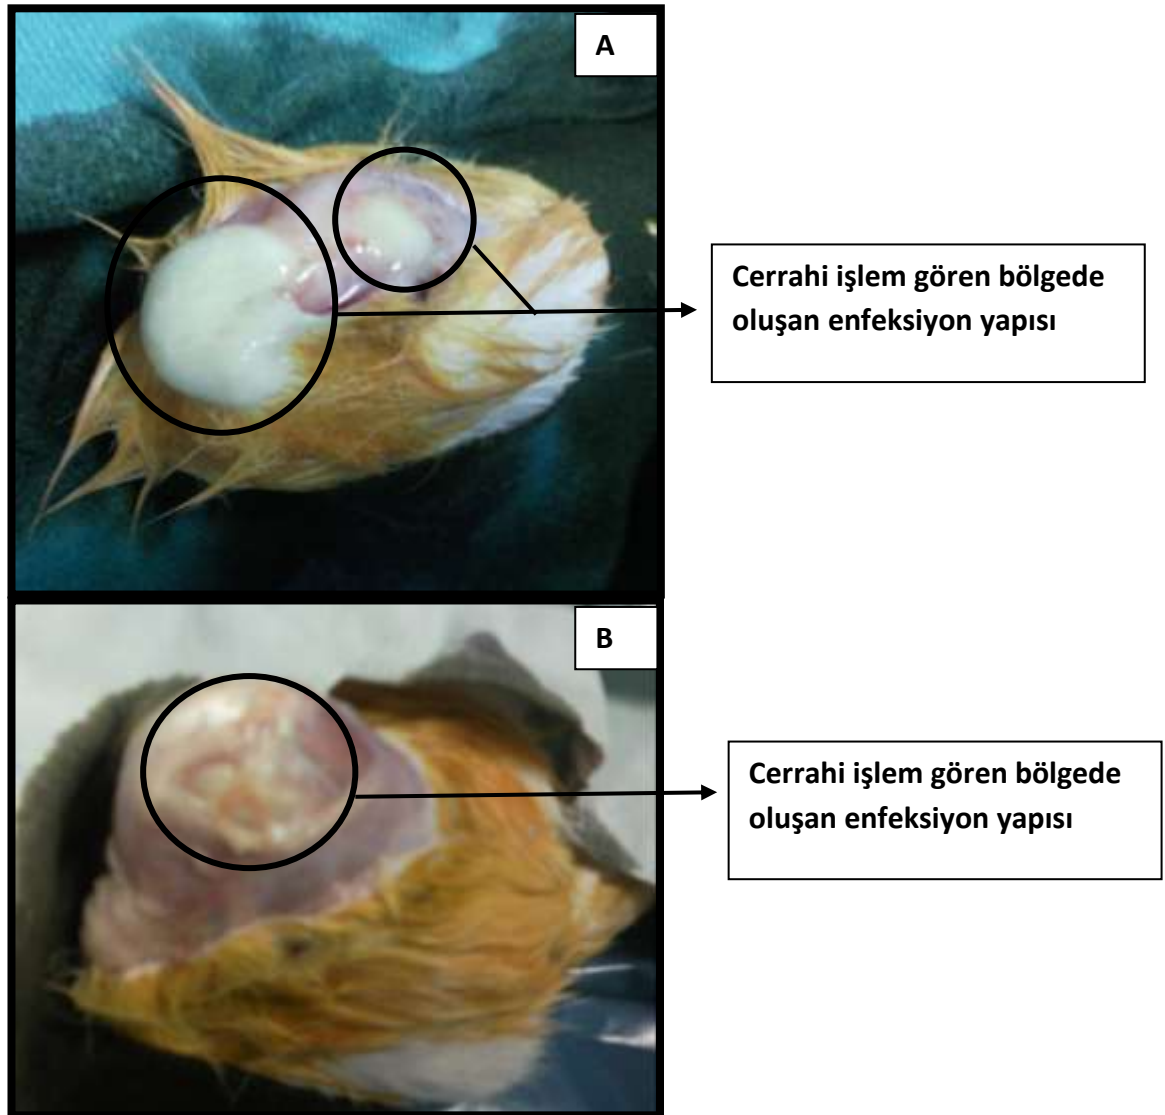 A
Cerrahi işlem gören bölgede
oluşan enfeksiyon yapısı
B
Cerrahi işlem gören bölgede
oluşan enfeksiyon yapısı